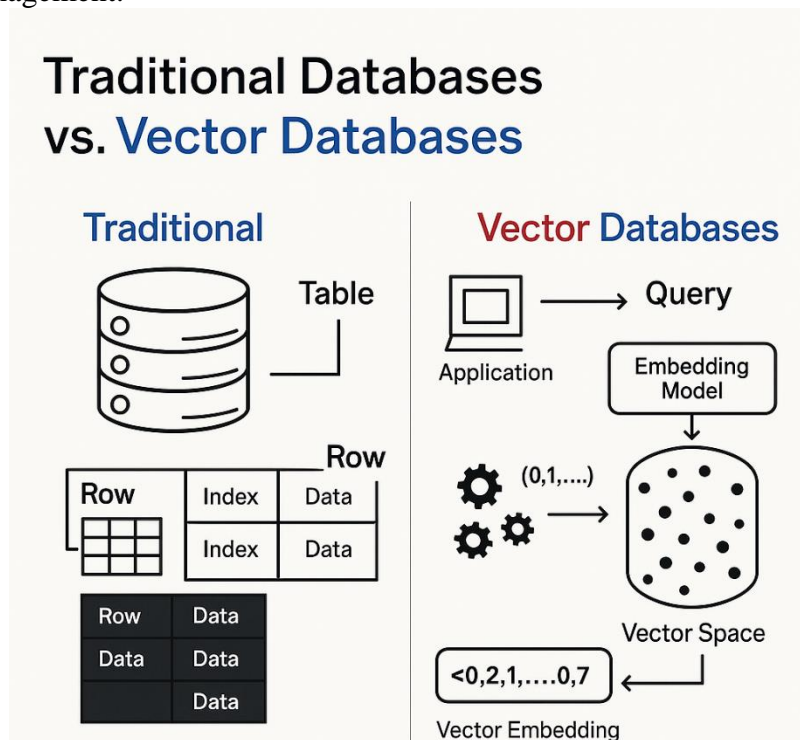 nagement.
Traditional Databases
vs. Vector Databases
Traditional
Table
Row
Row
Index
Data
Index
Data
Row
Data
Data
Data
Data
Vector Databases
Query
Application
Embedding
Model
(0,1,....)
Vector Space
<0,2,1,....0,7
Vector Embedding